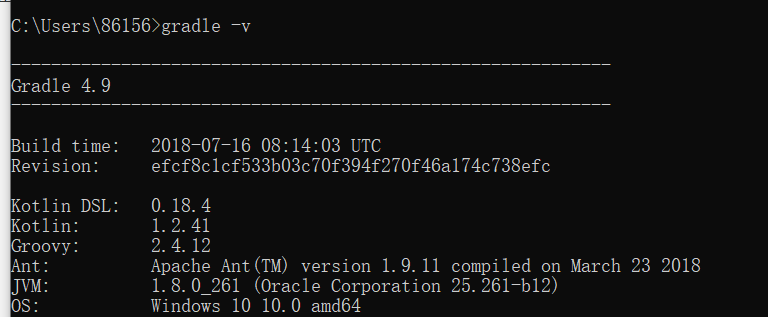 C:\Users\86156>gradle -v
------------------------------------------------------------
Gradle 4.9
------------------------------------------------------------
Build time:   2018-07-16 08:14:03 UTC
Revision:     efcf8c1cf533b03c70f394f270f46a174c738efc
Kotlin DSL:   0.18.4
Kotlin:       1.2.41
Groovy:       2.4.12
Ant:          Apache Ant(TM) version 1.9.11 compiled on March 23 2018
JVM:          1.8.0_261 (Oracle Corporation 25.261-b12)
OS:           Windows 10 10.0 amd64